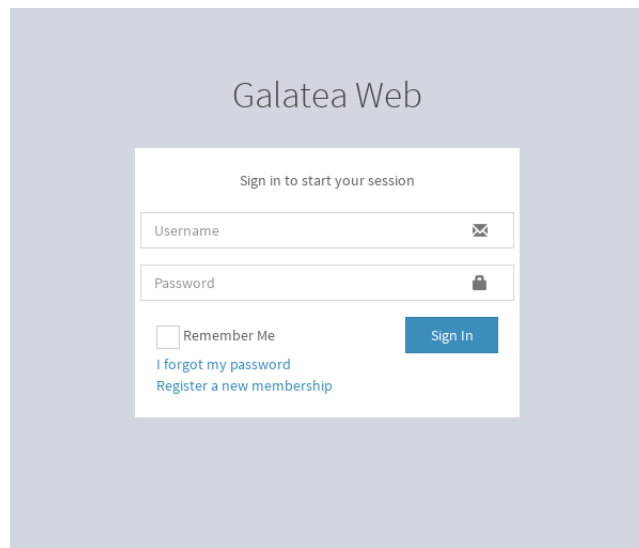 Galatea Web
Sign in to start your session
Username
Password
Remember Me
Sign In
I forgot my password
Register a new membership